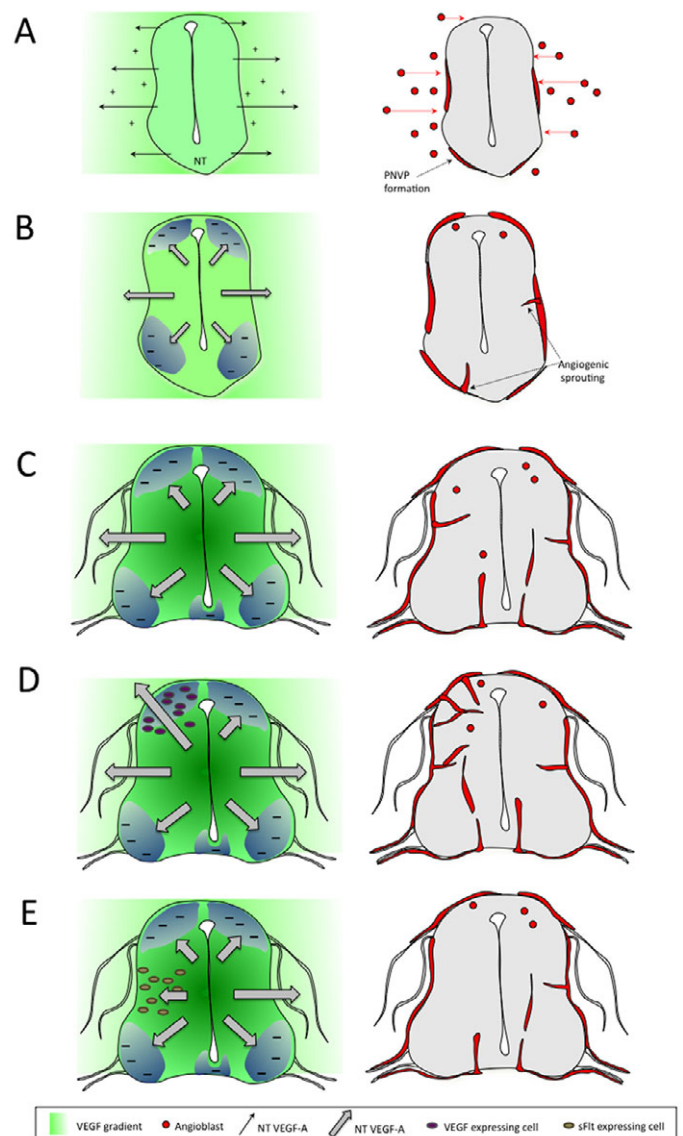 A
NT
PNVP
formation
B
Angiogenic
sprouting
C
D
E
VEGF gradient Angioblast NT VEGF-A NT VEGF-A VEGF expressing cell sFlt expressing cell